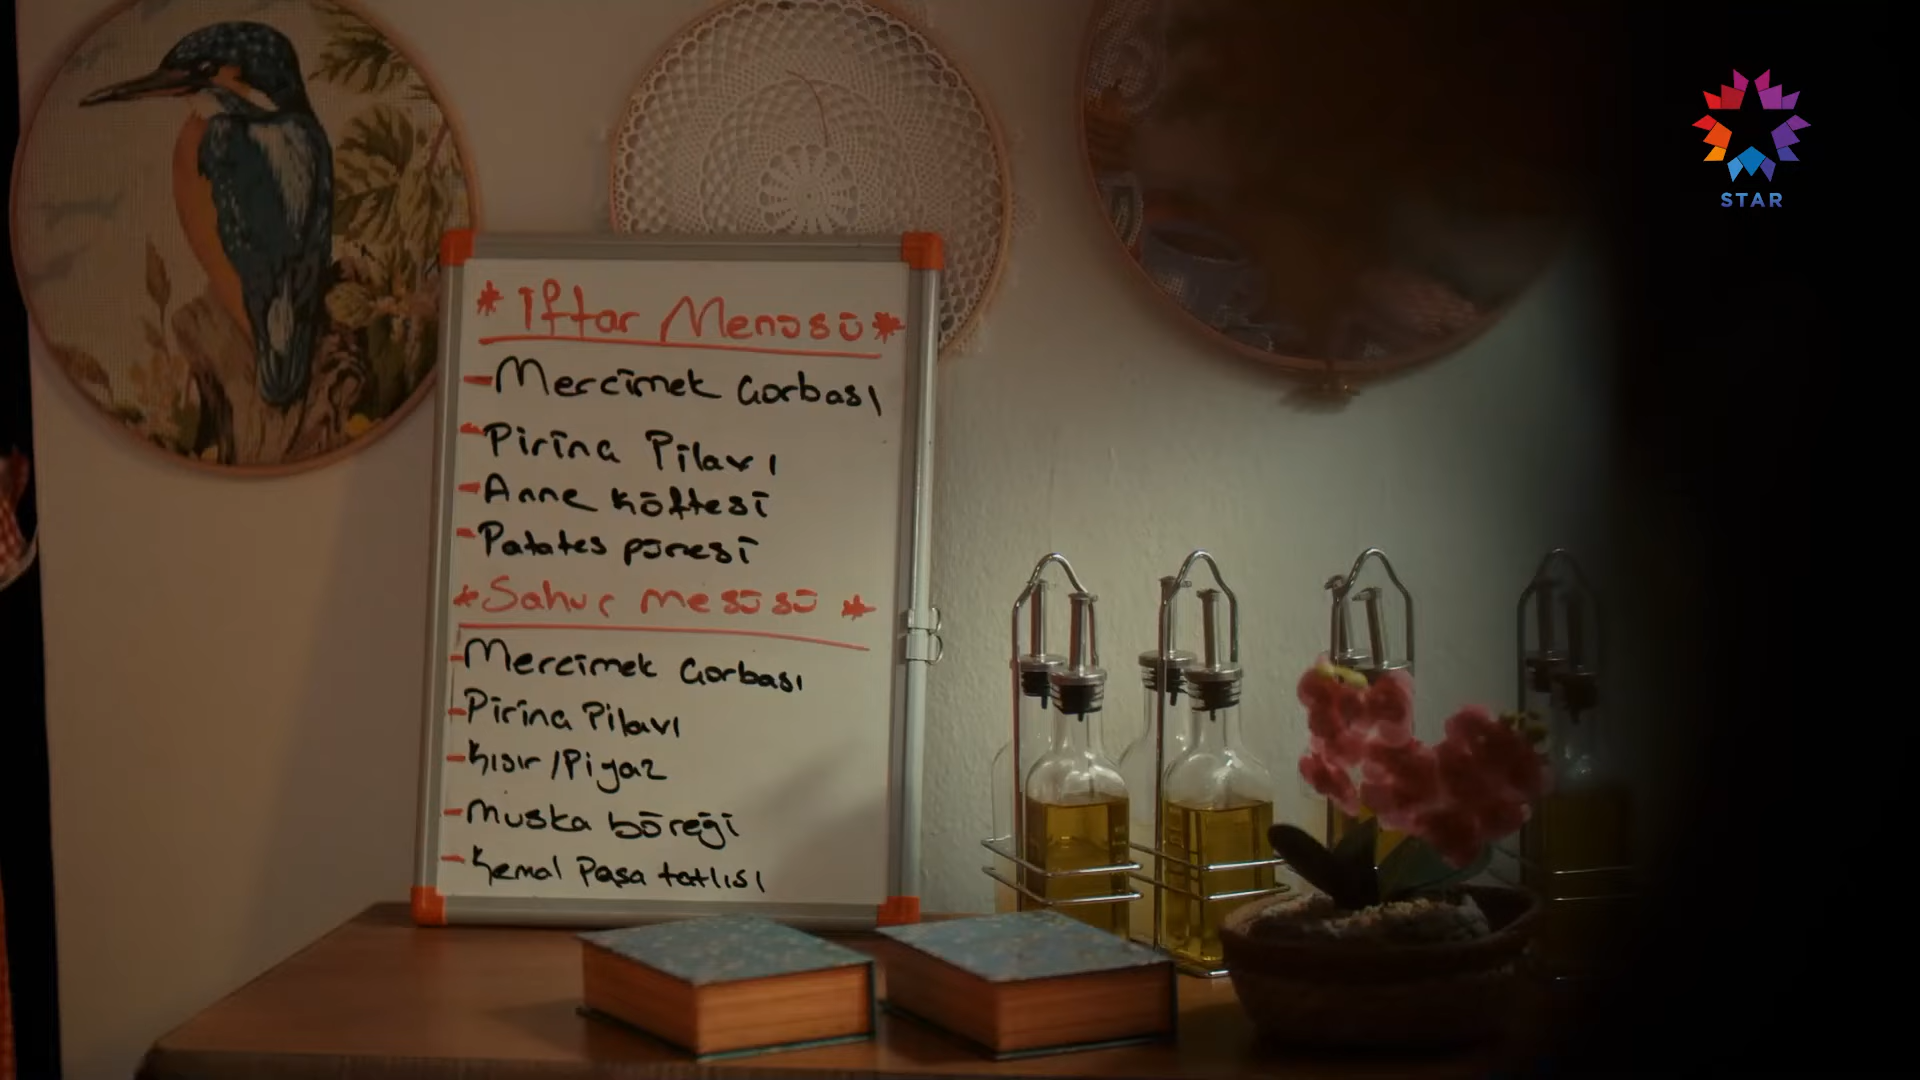 * İftar Menüsü *
- Mercimek Çorbası
- Pirinç Pilavı
- Anne köftesi
- Patates püresi
* Sahur Mesüsü *
- Mercimek Çorbası
- Pirinç Pilavı
- Kısır/Piyaz
- Muska böreği
- Kemal Paşa tatlısı
STAR